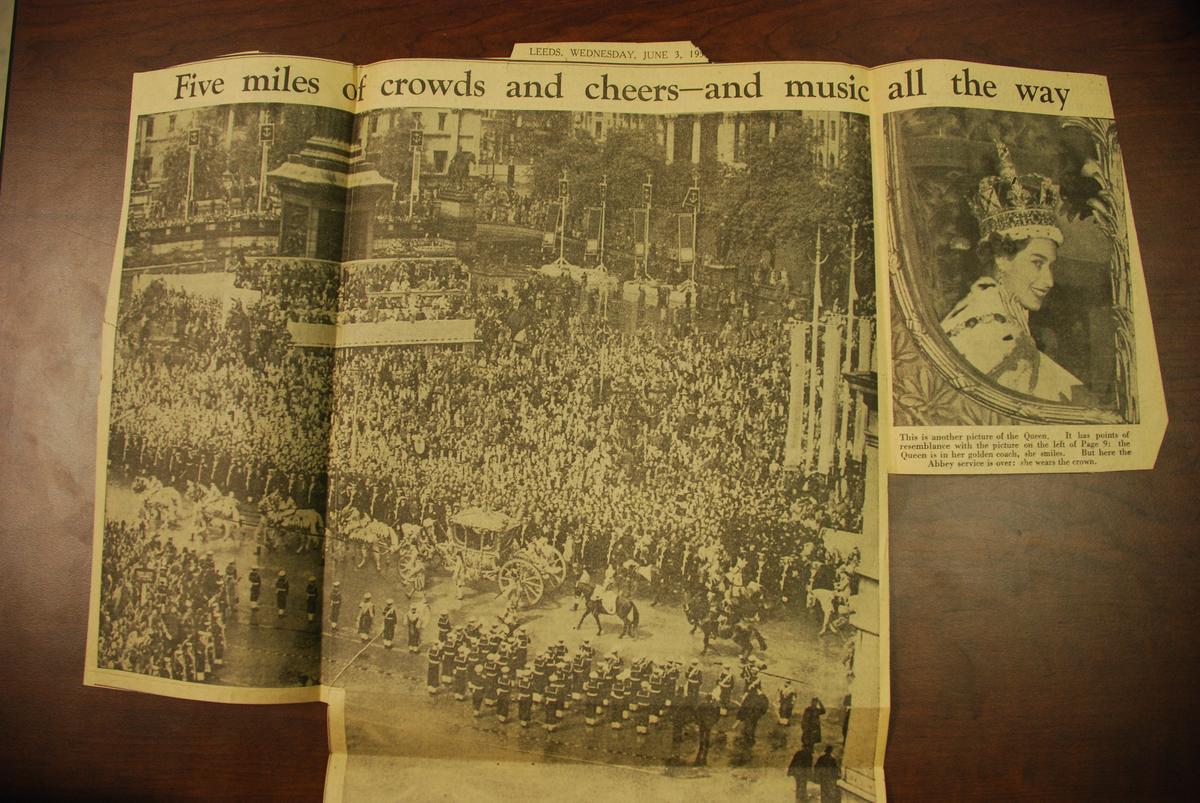 LEEDS, WEDNESDAY, JUNE 3, 195
Five miles of crowds and cheers—and music all the way
This is another picture of the Queen. It has points of
resemblance with the picture on the left of Page 9: the
Queen is in her golden coach, she smiles. But here the
Abbey service is over: she wears the crown.